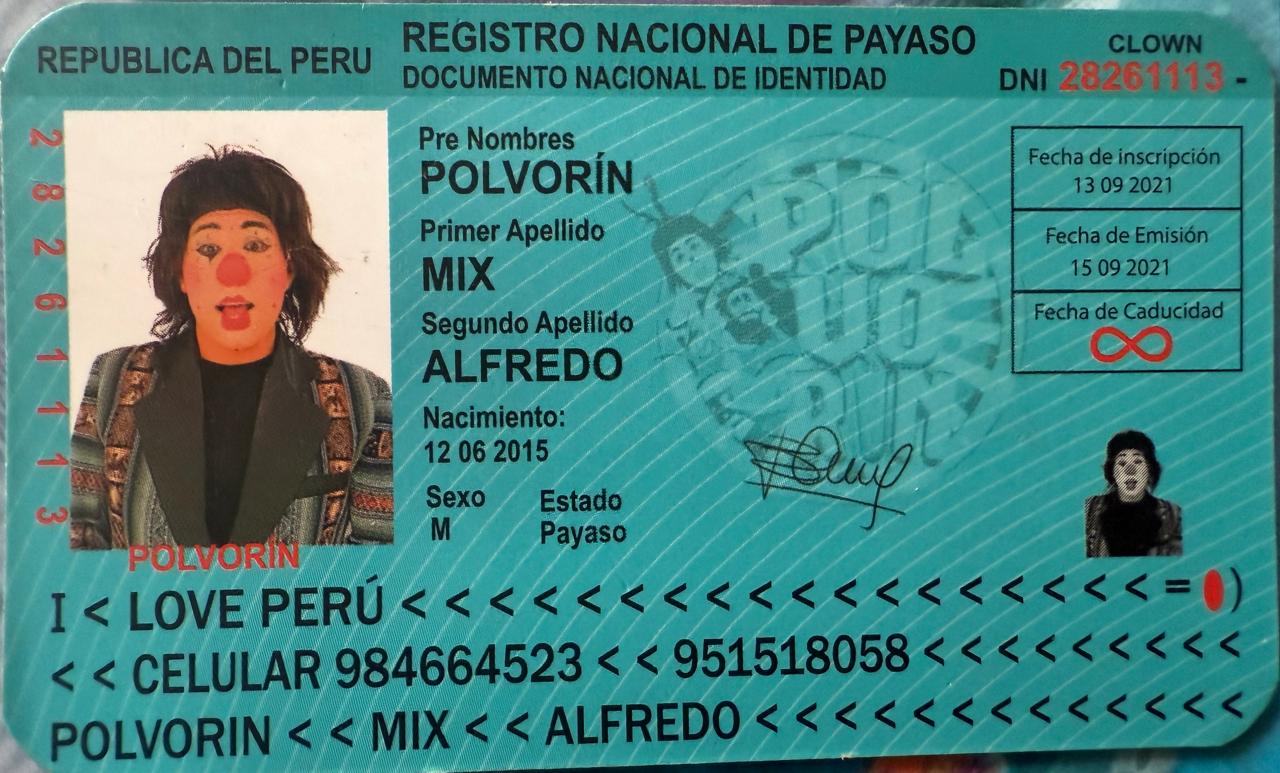 REPUBLICA DEL PERU
REGISTRO NACIONAL DE PAYASO
DOCUMENTO NACIONAL DE IDENTIDAD
CLOWN
DNI 28261113 -
28261113
Pre Nombres
POLVORÍN
Primer Apellido
MIX
Segundo Apellido
ALFREDO
Nacimiento:
12 06 2015
Sexo
M
Estado
Payaso
POLVORIN
Fecha de inscripción
13 09 2021
Fecha de Emisión
15 09 2021
Fecha de Caducidad
∞
POLVORÍN
I < LOVE PERÚ < < < < < < < < < < < < < < < < < = 0 )
< < CELULAR 984664523 < < 951518058 < < < < < < < < <
POLVORIN < < MIX < < ALFREDO < < < < < < < < < < < < <